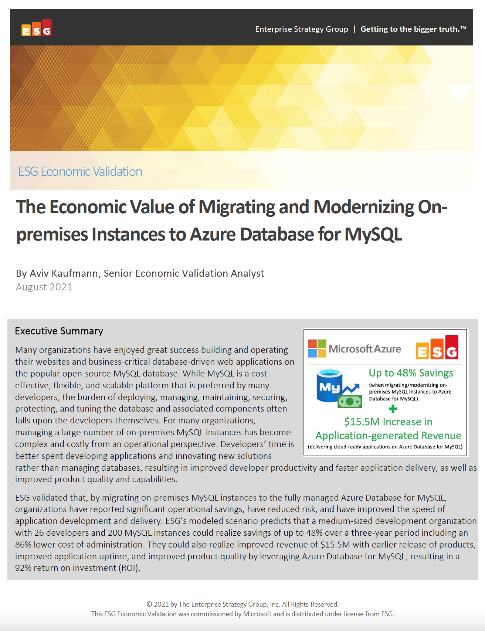 ESG
Enterprise Strategy Group | Getting to the bigger truth.™
ESG Economic Validation
The Economic Value of Migrating and Modernizing On-
premises Instances to Azure Database for MySQL
By Aviv Kaufmann, Senior Economic Validation Analyst
August 2021
Executive Summary
Many organizations have enjoyed great success building and operating
their websites and business-critical database-driven web applications on
the popular open-source MySQL database. While MySQL is a cost
effective, flexible, and scalable platform that is preferred by many
developers, the burden of deploying, managing, maintaining, securing,
protecting, and tuning the database and associated components often
falls upon the developers themselves. For many organizations,
managing a large number of on-premises MySQL instances has become
complex and costly from an operational perspective. Developers' time is
better spent developing applications and innovating new solutions
rather than managing databases, resulting in improved developer productivity and faster application delivery, as well as
improved product quality and capabilities.
Microsoft Azure
ESG
My
Up to 48% Savings
(when migrating/modernizing on-
premises MySQL instances to Azure
Database for MySQL)
+
$15.5M Increase in
Application-generated Revenue
(delivering cloud-ready applications on Azure Database for MySQL)
ESG validated that, by migrating on-premises MySQL instances to the fully managed Azure Database for MySQL,
organizations have reported significant operational savings, have reduced risk, and have improved the speed of
application development and delivery. ESG's modeled scenario predicts that a medium-sized development organization
with 26 developers and 200 MySQL instances could realize savings of up to 48% over a three-year period including an
86% lower cost of administration. They could also realize improved revenue of $15.5M with earlier release of products,
improved application uptime, and improved product quality by leveraging Azure Database for MySQL, resulting in a
92% return on investment (ROI).
© 2021 by The Enterprise Strategy Group, Inc. All Rights Reserved.
This ESG Economic Validation was commissioned by Microsoft and is distributed under license from ESG.